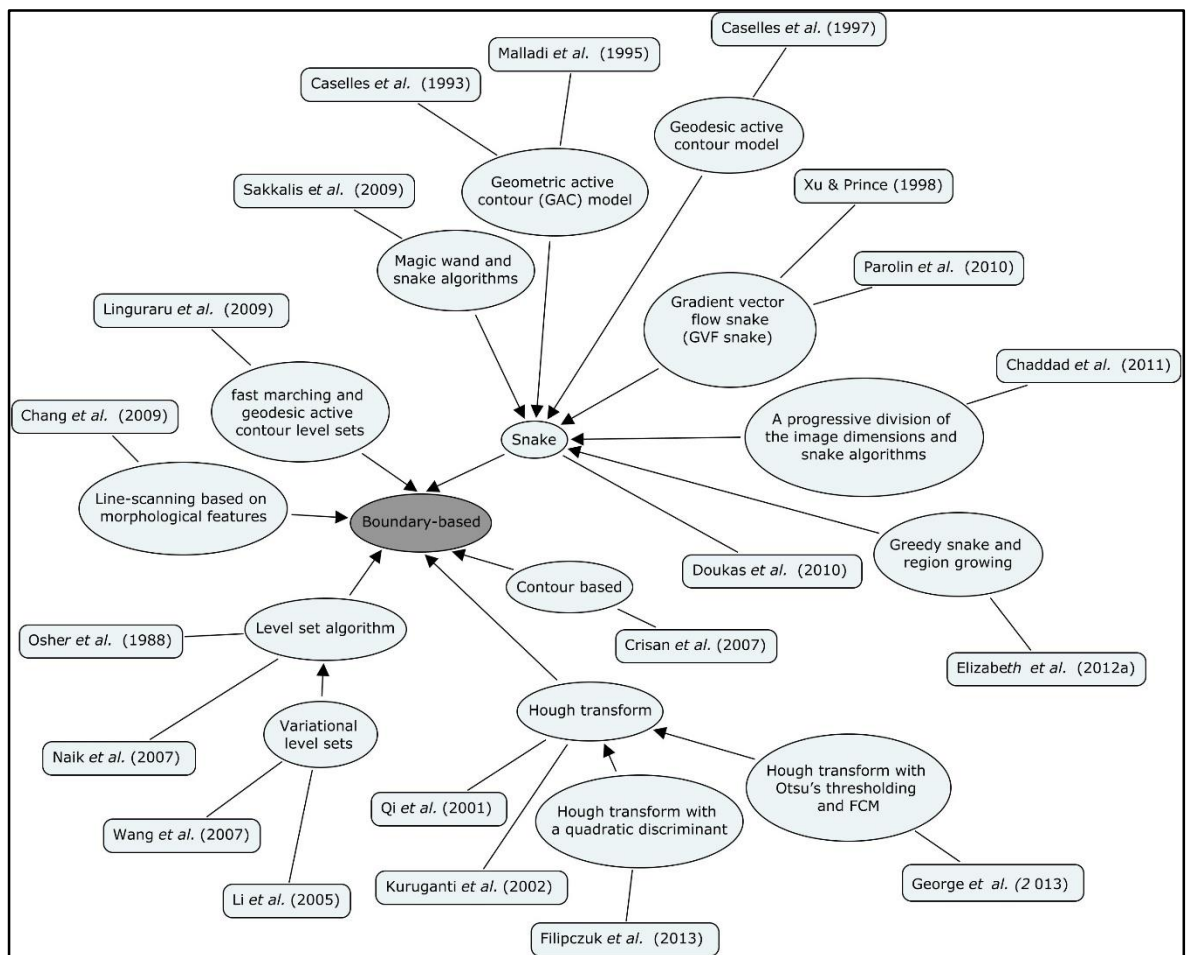 Caselles et al. (1997)
Malladi et al. (1995)
Caselles et al. (1993)
Geodesic active
contour model
Sakkalis et al. (2009)
Geometric active
contour (GAC) model
Xu & Prince (1998)
Magic wand and
snake algorithms
Parolin et al. (2010)
Gradient vector
flow snake
(GVF snake)
Linguraru et al. (2009)
Chaddad et al. (2011)
fast marching and
geodesic active
contour level sets
Chang et al. (2009)
A progressive division of
the image dimensions and
snake algorithms
Snake
Line-scanning based on
morphological features
Boundary-based
Greedy snake and
region growing
Doukas et al. (2010)
Contour based
Level set algorithm
Osher et al. (1988)
Crisan et al. (2007)
Elizabeth et al. (2012a)
Hough transform
Variational
level sets
Naik et al. (2007)
Hough transform with
Otsu's thresholding
and FCM
Qi et al. (2001)
Hough transform with
a quadratic discriminant
Wang et al. (2007)
Kuruganti et al. (2002)
George et al. (2 013)
Li et al. (2005)
Filipczuk et al. (2013)